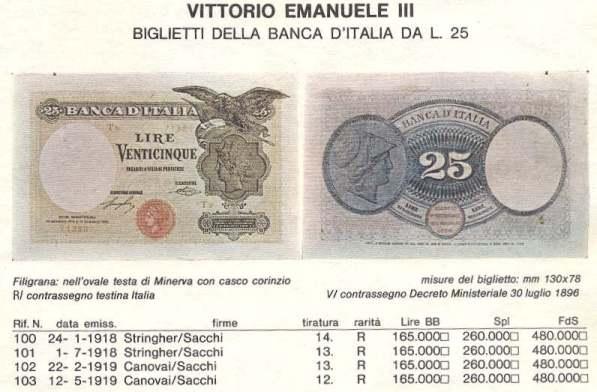 VITTORIO EMANUELE III
BIGLIETTI DELLA BANCA D'ITALIA DA L. 25
25 BANCA D'ITALIA 25
LIRE
VENTICINQUE
PAGABILI A VISTA AL PORTATORE
BANCA D'ITALIA
25
Filigrana: nell'ovale testa di Minerva con casco corinzio
R/ contrassegno testina Italia
misure del biglietto: mm 130x78
V/ contrassegno Decreto Ministeriale 30 luglio 1896
Rif. N. data emiss. firme tiratura rarità Lire BB Spl FdS
100 24- 1-1918 Stringher/Sacchi 14. R 165.000□ 260.000□ 480.000□
101 1- 7-1918 Stringher/Sacchi 13. R 165.000□ 260.000□ 480.000□
102 22- 2-1919 Canovai/Sacchi 13. R 165.000□ 260.000□ 480.000□
103 12- 5-1919 Canovai/Sacchi 12. R 165.000□ 260.000□ 480.000□